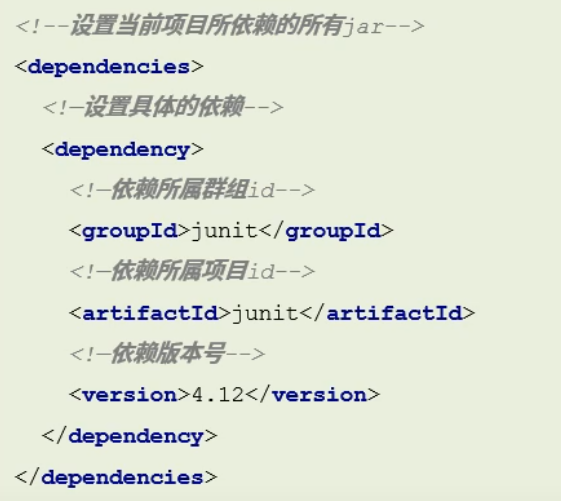 <!--设置当前项目所依赖的所有jar-->
<dependencies>
<!—设置具体的依赖-->
<dependency>
<!—依赖所属群组id-->
<groupId>junit</groupId>
<!—依赖所属项目id-->
<artifactId>junit</artifactId>
<!—依赖版本号-->
<version>4.12</version>
</dependency>
</dependencies>